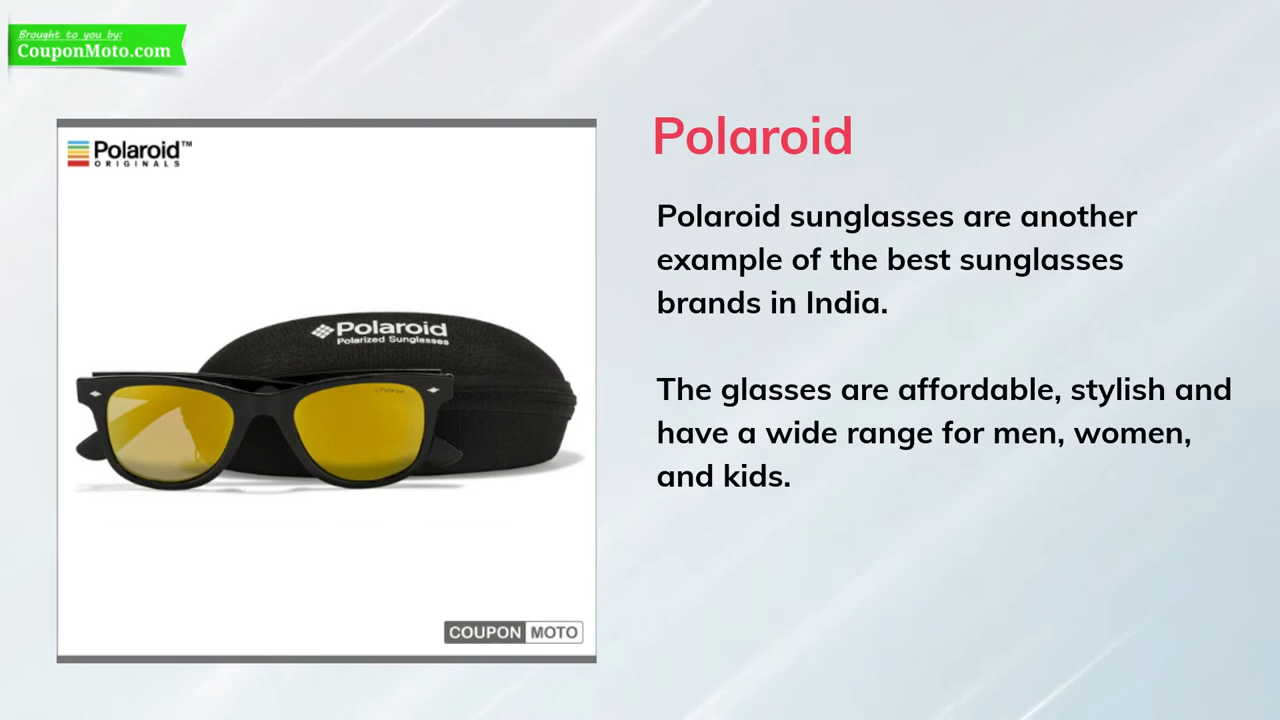 Brought to you by:
CouponMoto.com
Polaroid™
ORIGINALS
Polaroid
Polarized Sunglasses
COUPON MOTO
Polaroid
Polaroid sunglasses are another
example of the best sunglasses
brands in India.
The glasses are affordable, stylish and
have a wide range for men, women,
and kids.